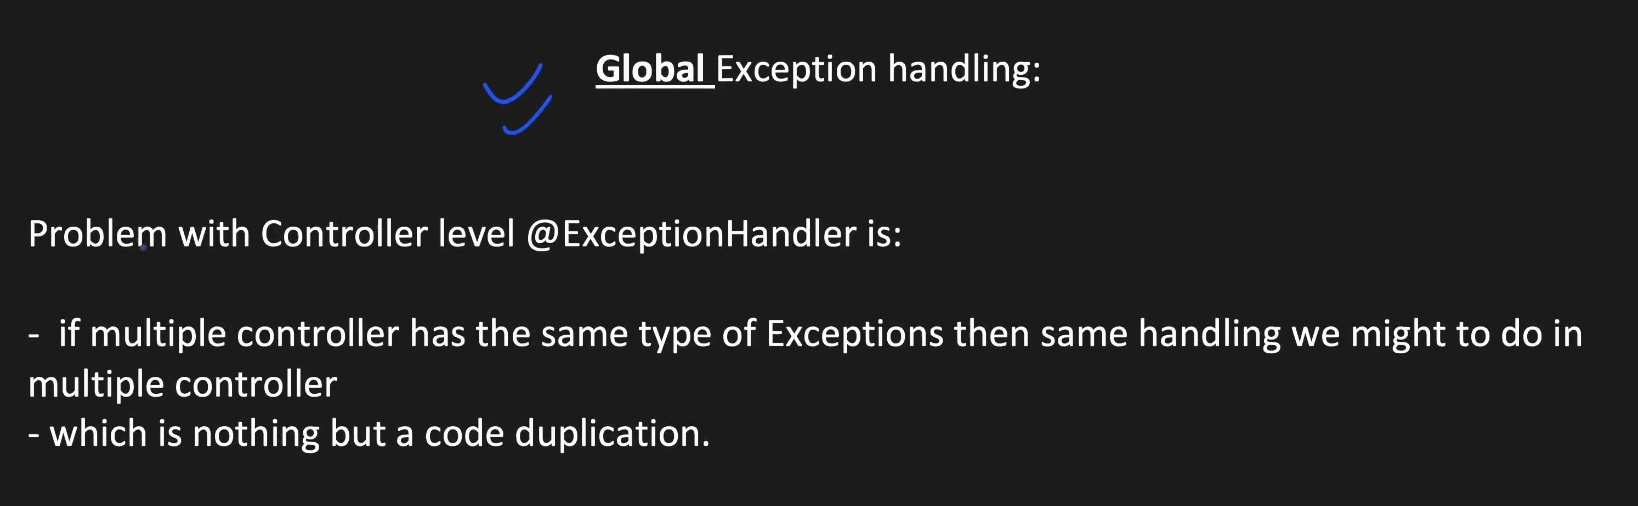 Global Exception handling:
Problem with Controller level @ExceptionHandler is:
- if multiple controller has the same type of Exceptions then same handling we might to do in
multiple controller
- which is nothing but a code duplication.